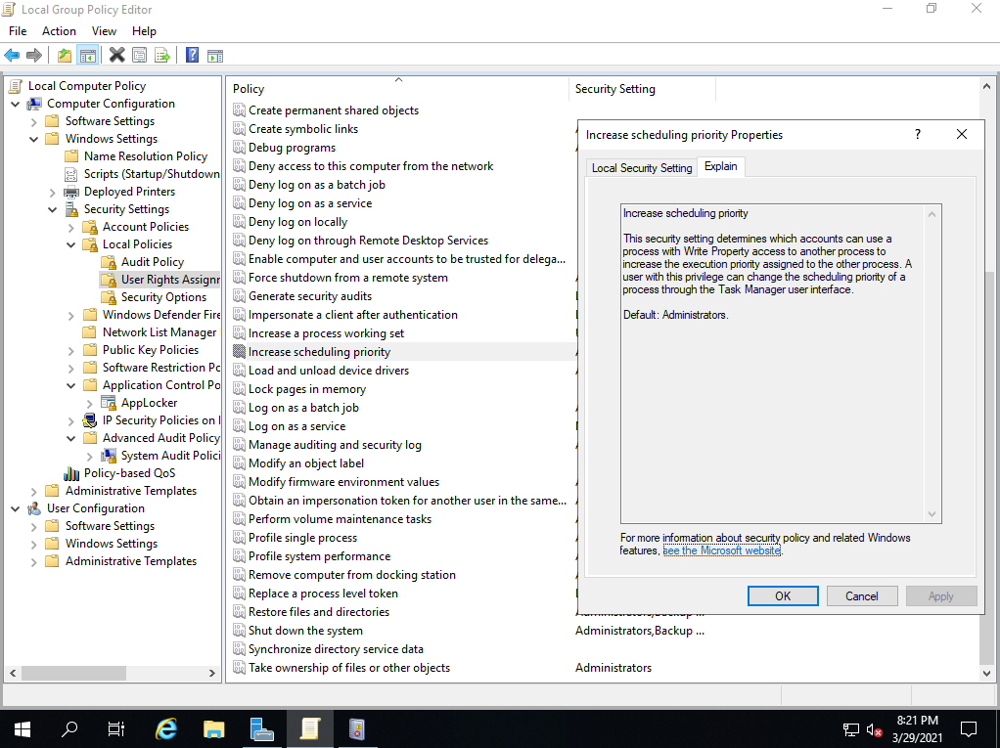 Local Group Policy Editor
File Action View Help
Local Computer Policy
Computer Configuration
Software Settings
Windows Settings
Name Resolution Policy
Scripts (Startup/Shutdown
Deployed Printers
Security Settings
Account Policies
Local Policies
Audit Policy
User Rights Assignr
Security Options
Windows Defender Fire
Network List Manager
Public Key Policies
Software Restriction Po
Application Control Po
AppLocker
IP Security Policies on
Advanced Audit Policy
System Audit Polici
Policy-based QoS
Administrative Templates
User Configuration
Software Settings
Windows Settings
Administrative Templates
Policy Security Setting
Create permanent shared objects
Create symbolic links
Debug programs
Deny access to this computer from the network
Deny log on as a batch job
Deny log on as a service
Deny log on locally
Deny log on through Remote Desktop Services
Enable computer and user accounts to be trusted for delega...
Force shutdown from a remote system
Generate security audits
Impersonate a client after authentication
Increase a process working set
Increase scheduling priority
Load and unload device drivers
Lock pages in memory
Log on as a batch job
Log on as a service
Manage auditing and security log
Modify an object label
Modify firmware environment values
Obtain an impersonation token for another user in the same...
Perform volume maintenance tasks
Profile single process
Profile system performance
Remove computer from docking station
Replace a process level token
Restore files and directories Administrators,Backup ...
Shut down the system Administrators,Backup ...
Synchronize directory service data
Take ownership of files or other objects Administrators
Increase scheduling priority Properties
?
Local Security Setting Explain
Increase scheduling priority
This security setting determines which accounts can use a
process with Write Property access to another process to
increase the execution priority assigned to the other process. A
user with this privilege can change the scheduling priority of a
process through the Task Manager user interface.
Default: Administrators.
For more information about security policy and related Windows
features, see the Microsoft website.
OK Cancel Apply
8:21 PM
3/29/2021